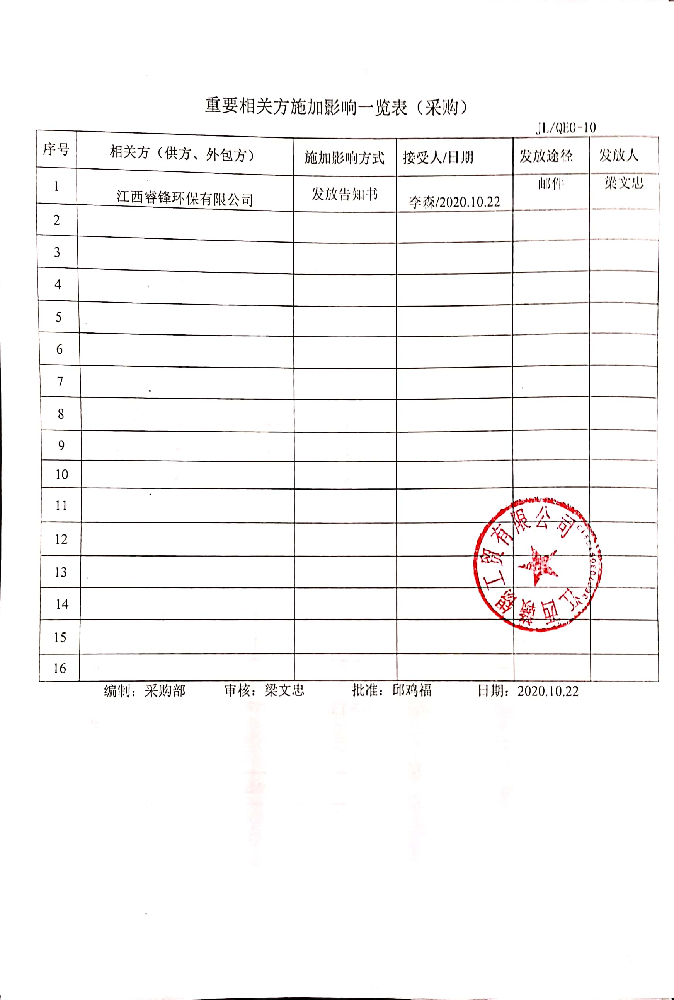 重要相关方施加影响一览表（采购）
JL/QEO-10
序号 相关方（供方、外包方） 施加影响方式 接受人/日期 发放途径 发放人
1 江西睿锋环保有限公司 发放告知书 李森/2020.10.22 邮件 梁文忠
2
3
4
5
6
7
8
9
10
11
12
13
14
15
16
江西赣锶工贸有限公司
编制：采购部 审核：梁文忠 批准：邱鸡福 日期：2020.10.22